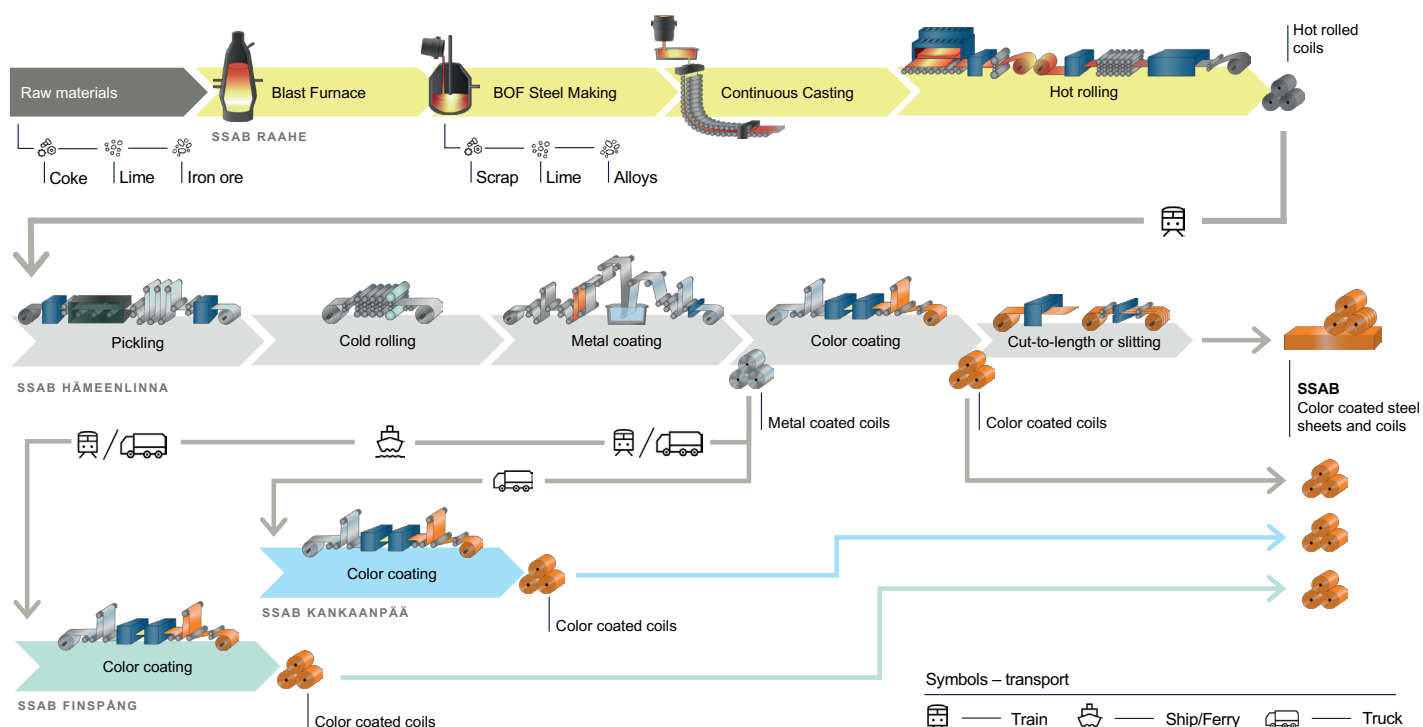 Hot rolled
coils
Raw materials
Blast Furnace
BOF Steel Making
Continuous Casting
Hot rolling
SSAB RAAHE
Coke
Lime
Iron ore
Scrap
Lime
Alloys
Pickling
Cold rolling
Metal coating
Color coating
Cut-to-length or slitting
SSAB HÄMEENLINNA
SSAB
Color coated steel
sheets and coils
Metal coated coils
Color coated coils
Color coating
SSAB KANKAANPÄÄ
Color coated coils
Color coating
SSAB FINSPÅNG
Color coated coils
Symbols – transport
Train
Ship/Ferry
Truck